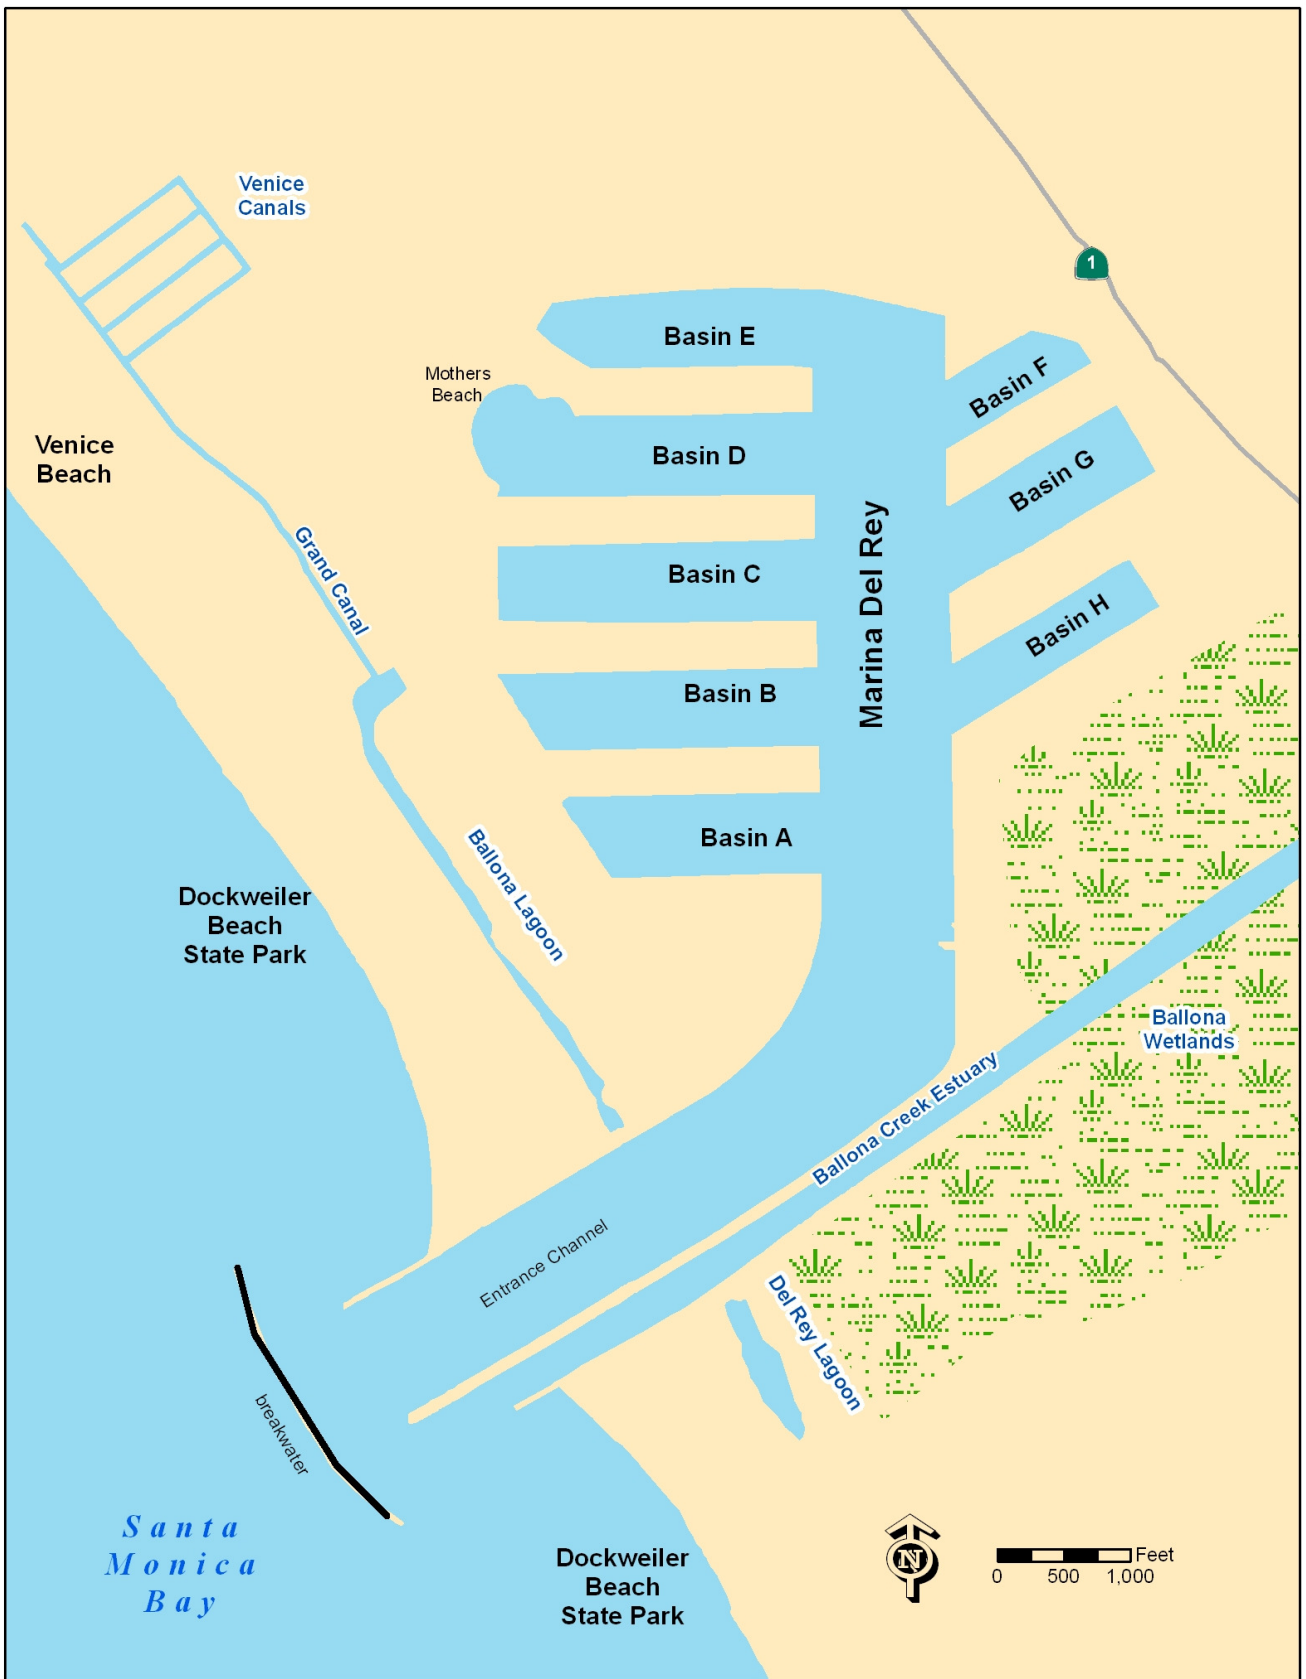 Venice
Canals
1
Basin E
Basin F
Mothers
Beach
Venice
Beach
Basin D
Basin G
Grand Canal
Marina Del Rey
Basin C
Basin H
Basin B
Basin A
Ballona Lagoon
Dockweiler
Beach
State Park
Ballona
Wetlands
Ballona Creek Estuary
Entrance Channel
Del Rey Lagoon
breakwater
Santa
Monica
Bay
Dockweiler
Beach
State Park
N
Feet
0 500 1,000